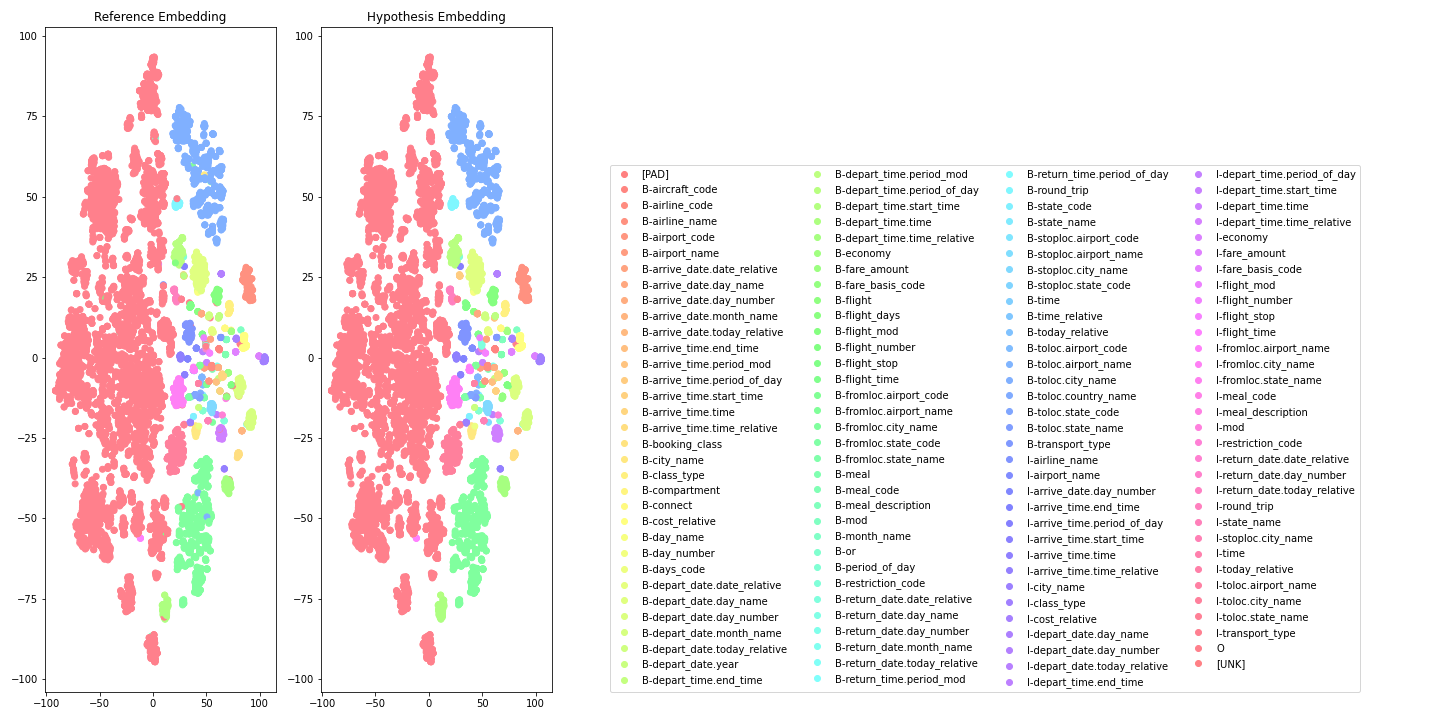 Reference Embedding
Hypothesis Embedding
100
75
50
25
0
−25
−50
−75
−100
−100
−50
0
50
100
100
75
50
25
0
−25
−50
−75
−100
−100
−50
0
50
100
[PAD]
B-aircraft_code
B-airline_code
B-airline_name
B-airport_code
B-airport_name
B-arrive_date.date_relative
B-arrive_date.day_name
B-arrive_date.day_number
B-arrive_date.month_name
B-arrive_date.today_relative
B-arrive_time.end_time
B-arrive_time.period_mod
B-arrive_time.period_of_day
B-arrive_time.start_time
B-arrive_time.time
B-arrive_time.time_relative
B-booking_class
B-city_name
B-class_type
B-compartment
B-connect
B-cost_relative
B-day_name
B-day_number
B-days_code
B-depart_date.date_relative
B-depart_date.day_name
B-depart_date.day_number
B-depart_date.month_name
B-depart_date.today_relative
B-depart_date.year
B-depart_time.end_time
B-depart_time.period_mod
B-depart_time.period_of_day
B-depart_time.start_time
B-depart_time.time
B-depart_time.time_relative
B-economy
B-fare_amount
B-fare_basis_code
B-flight
B-flight_days
B-flight_mod
B-flight_number
B-flight_stop
B-flight_time
B-fromloc.airport_code
B-fromloc.airport_name
B-fromloc.city_name
B-fromloc.state_code
B-fromloc.state_name
B-meal
B-meal_code
B-meal_description
B-mod
B-month_name
B-or
B-period_of_day
B-restriction_code
B-return_date.date_relative
B-return_date.day_name
B-return_date.day_number
B-return_date.month_name
B-return_date.today_relative
B-return_time.period_mod
B-return_time.period_of_day
B-round_trip
B-state_code
B-state_name
B-stoploc.airport_code
B-stoploc.airport_name
B-stoploc.city_name
B-stoploc.state_code
B-time
B-time_relative
B-today_relative
B-toloc.airport_code
B-toloc.airport_name
B-toloc.city_name
B-toloc.country_name
B-toloc.state_code
B-toloc.state_name
B-transport_type
I-airline_name
I-airport_name
I-arrive_date.day_number
I-arrive_time.end_time
I-arrive_time.period_of_day
I-arrive_time.start_time
I-arrive_time.time
I-arrive_time.time_relative
I-city_name
I-class_type
I-cost_relative
I-depart_date.day_name
I-depart_date.day_number
I-depart_date.today_relative
I-depart_time.end_time
I-depart_time.period_of_day
I-depart_time.start_time
I-depart_time.time
I-depart_time.time_relative
I-economy
I-fare_amount
I-fare_basis_code
I-flight_mod
I-flight_number
I-flight_stop
I-flight_time
I-fromloc.airport_name
I-fromloc.city_name
I-fromloc.state_name
I-meal_code
I-meal_description
I-mod
I-restriction_code
I-return_date.date_relative
I-return_date.day_number
I-return_date.today_relative
I-round_trip
I-state_name
I-stoploc.city_name
I-time
I-today_relative
I-toloc.airport_name
I-toloc.city_name
I-toloc.state_name
I-transport_type
O
[UNK]